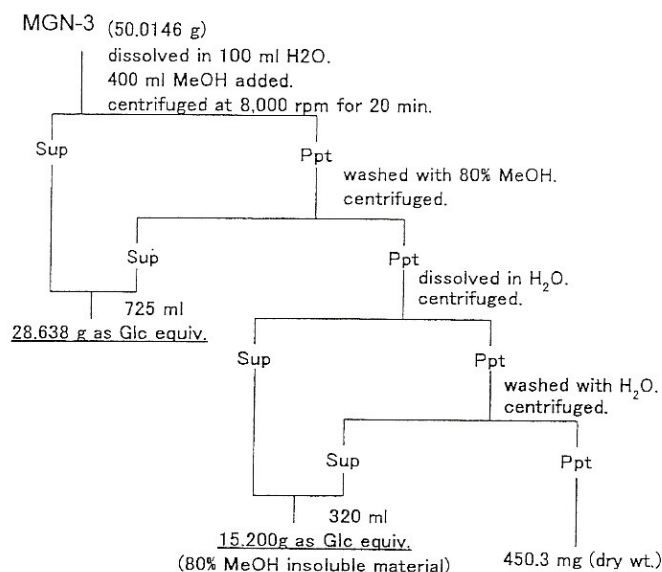 MGN-3 (50.0146 g)
dissolved in 100 ml H2O.
400 ml MeOH added.
centrifuged at 8,000 rpm for 20 min.
Sup
Ppt
washed with 80% MeOH.
centrifuged.
Sup
Ppt
dissolved in H₂O.
centrifuged.
725 ml
28.638 g as Glc equiv.
Sup
Ppt
washed with H₂O.
centrifuged.
Sup
Ppt
320 ml
15.200g as Glc equiv.
(80% MeOH insoluble material)
450.3 mg (dry wt.)